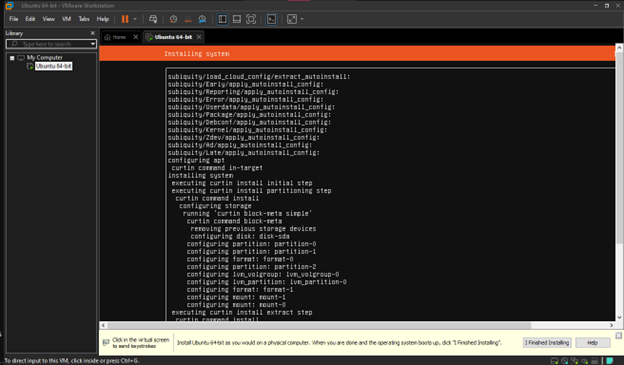 Ubuntu 64-bit - VMware Workstation
File Edit View VM Tabs Help
Library
Type here to search
My Computer
Ubuntu 64-bit
Home
Ubuntu 64-bit
Installing system
subiquity/load_cloud_config/extract_autoinstall:
subiquity/Early/apply_autoinstall_config:
subiquity/Reporting/apply_autoinstall_config:
subiquity/Error/apply_autoinstall_config:
subiquity/Userdata/apply_autoinstall_config:
subiquity/Package/apply_autoinstall_config:
subiquity/Debconf/apply_autoinstall_config:
subiquity/Kernel/apply_autoinstall_config:
subiquity/Zdev/apply_autoinstall_config:
subiquity/Ad/apply_autoinstall_config:
subiquity/Late/apply_autoinstall_config:
configuring apt
curtin command in-target
installing system
executing curtin install initial step
executing curtin install partitioning step
curtin command install
configuring storage
running 'curtin block-meta simple'
curtin command block-meta
removing previous storage devices
configuring disk: disk-sda
configuring partition: partition-0
configuring partition: partition-1
configuring format: format-0
configuring partition: partition-2
configuring lvm_volgroup: lvm_volgroup-0
configuring lvm_partition: lvm_partition-0
configuring format: format-1
configuring mount: mount-1
configuring mount: mount-0
executing curtin install extract step
curtin command install
Click in the virtual screen
to send keystrokes
Install Ubuntu 64-bit as you would on a physical computer. When you are done and the operating system boots up, click "I Finished Installing".
I Finished Installing
Help
To direct input to this VM, click inside or press Ctrl+G.